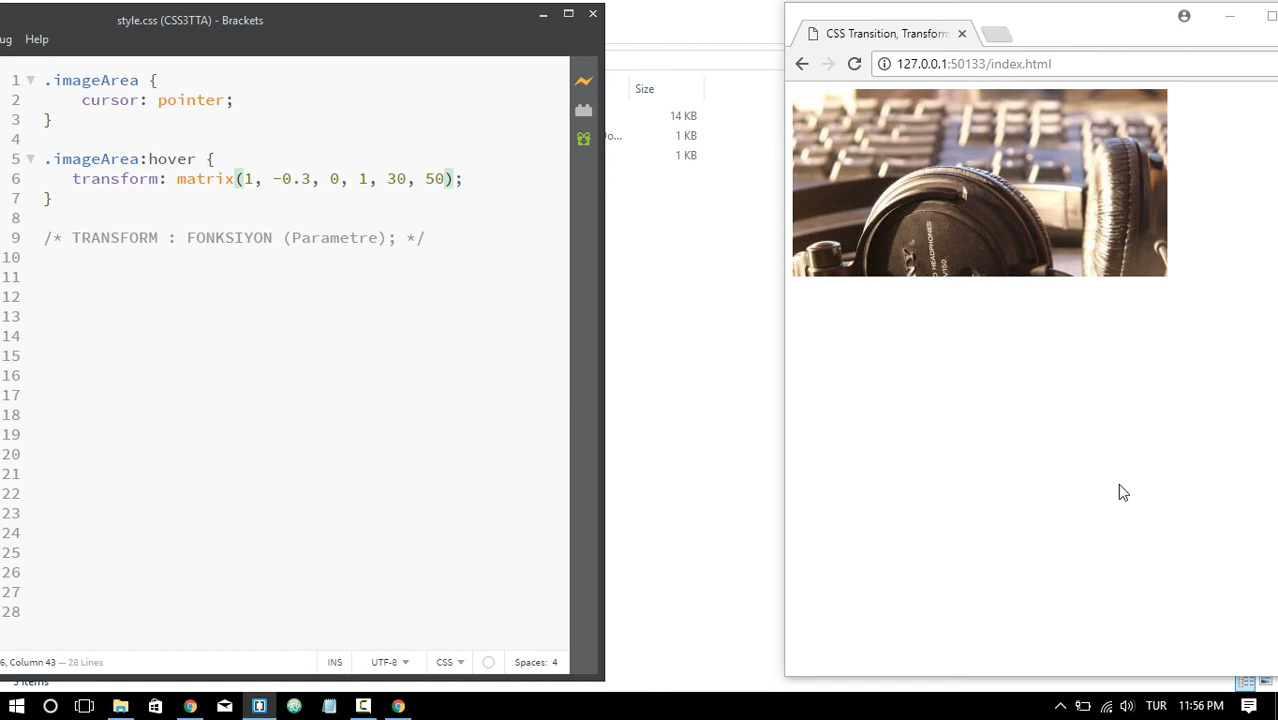 style.css (CSS3TTA) - Brackets
ug Help
1 .imageArea {
2 cursor: pointer;
3 }
4
5 .imageArea:hover {
6 transform: matrix(1, -0.3, 0, 1, 30, 50);
7 }
8
9 /* TRANSFORM : FONKSIYON (Parametre); */
10
11
12
13
14
15
16
17
18
19
20
21
22
23
24
25
26
27
28
6, Column 43 — 28 Lines
INS
UTF-8
CSS
Spaces: 4
Size
14 KB
Do... 1 KB
1 KB
CSS Transition, Transform
127.0.0.1:50133/index.html
HEADPHONES
TUR 11:56 PM